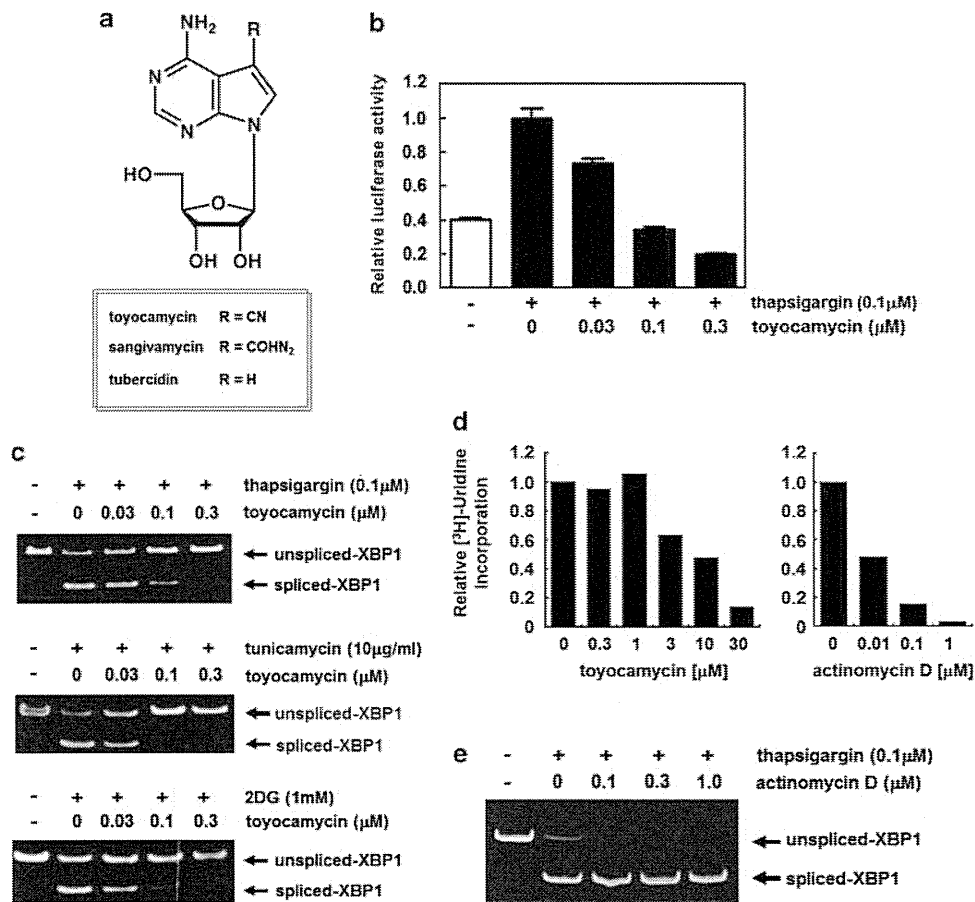 a
NH2
R
N
N
N
HO
O
OH OH
toyocamycin R = CN
sangivamycin R = COHN2
tubercidin R = H
b
Relative luciferase activity
1.2
1.0
0.8
0.6
0.4
0.2
0.0
- + + + + thapsigargin (0.1μM)
- 0 0.03 0.1 0.3 toyocamycin (μM)
c
- + + + + thapsigargin (0.1μM)
- 0 0.03 0.1 0.3 toyocamycin (μM)
unspliced-XBP1
spliced-XBP1
- + + + + tunicamycin (10μg/ml)
- 0 0.03 0.1 0.3 toyocamycin (μM)
unspliced-XBP1
spliced-XBP1
- + + + + 2DG (1mM)
- 0 0.03 0.1 0.3 toyocamycin (μM)
unspliced-XBP1
spliced-XBP1
d
Relative [3H]-Uridine
Incorporation
1.2
1.0
0.8
0.6
0.4
0.2
0
0 0.3 1 3 10 30
toyocamycin [μM]
1.2
1.0
0.8
0.6
0.4
0.2
0
0 0.01 0.1 1
actinomycin D [μM]
e
- + + + + thapsigargin (0.1μM)
- 0 0.1 0.3 1.0 actinomycin D (μM)
unspliced-XBP1
spliced-XBP1